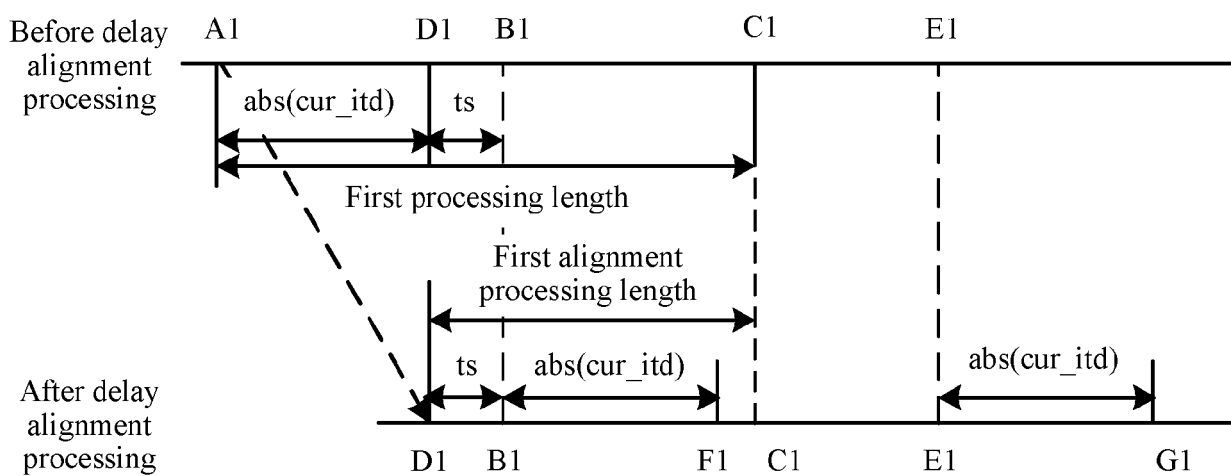 Before delay
alignment
processing
A1 D1 B1 C1 E1
abs(cur_itd) ts
First processing length
First alignment
processing length
After delay
alignment
processing
ts abs(cur_itd) abs(cur_itd)
D1 B1 F1 C1 E1 G1